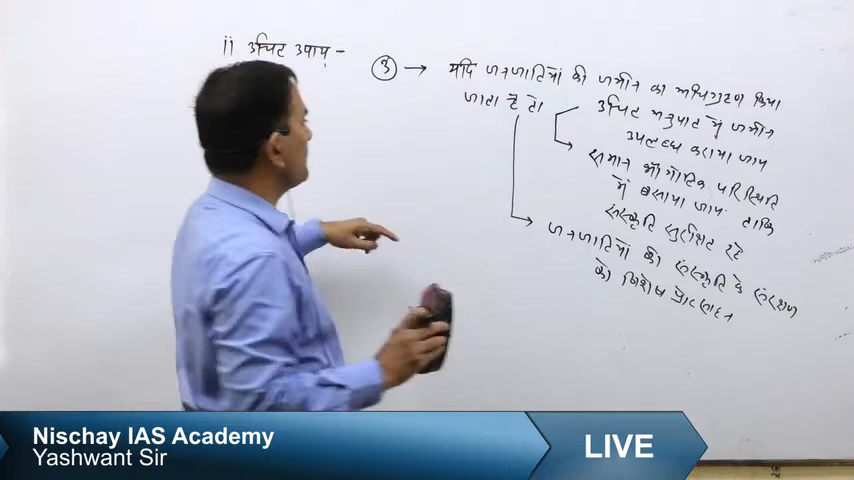 ii उचित उपाय -
③ → यदि जनजातियों की जमीन का अधिग्रहण किया
जाता है तो
उचित अनुपात में जमीन
उपलब्ध कराया जाय
समान भौगोलिक परिस्थिति
में बसाया जाय ताकि
संस्कृति सुरक्षित रहे
जनजातियों की संस्कृति के संरक्षण
को विशेष प्रोत्साहन
Nischay IAS Academy
Yashwant Sir
LIVE